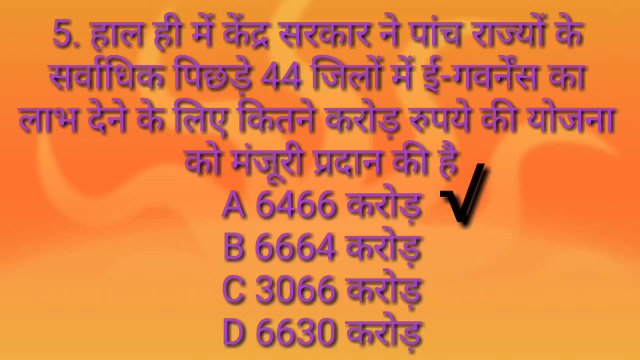 5. हाल ही में केंद्र सरकार ने पांच राज्यों के
सर्वाधिक पिछड़े 44 जिलों में ई-गवर्नेंस का
लाभ देने के लिए कितने करोड़ रुपये की योजना
को मंजूरी प्रदान की है
A 6466 करोड़ √
B 6664 करोड़
C 3066 करोड़
D 6630 करोड़